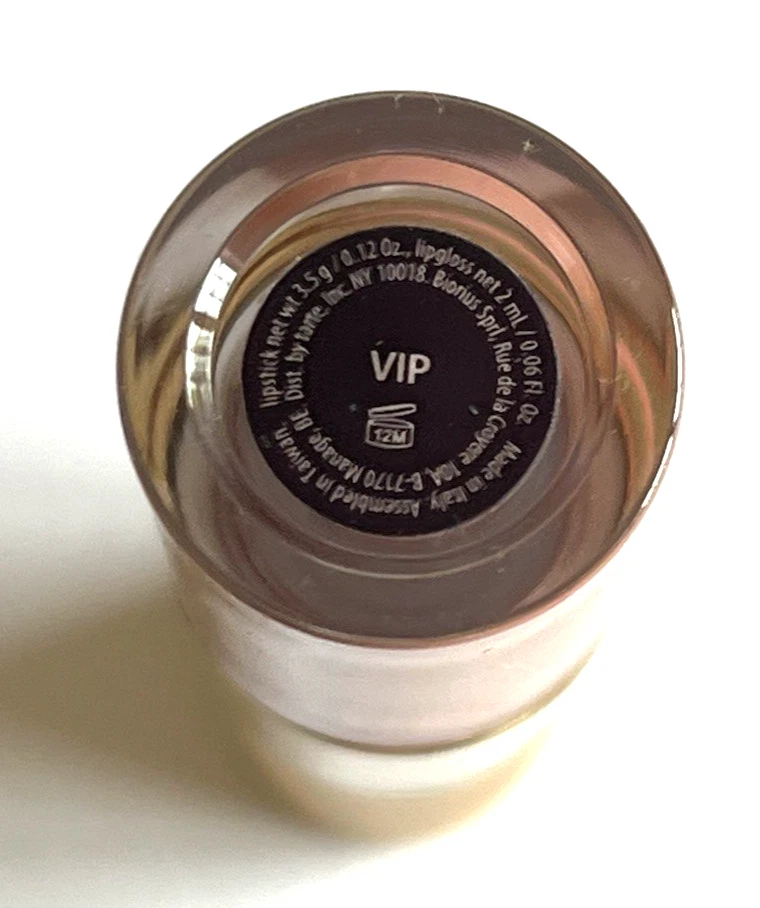 lipstick net wt 3.5 g / 0.12 Oz., lipgloss net 2 mL / 0.06 Fl. Oz. Made in Italy. Assembled in Taiwan.
Dist. by tarte, Inc. NY 10018. Biorius Sprl, Rue de la Croyere 10A, B-7170 Manage, BE
VIP
12M